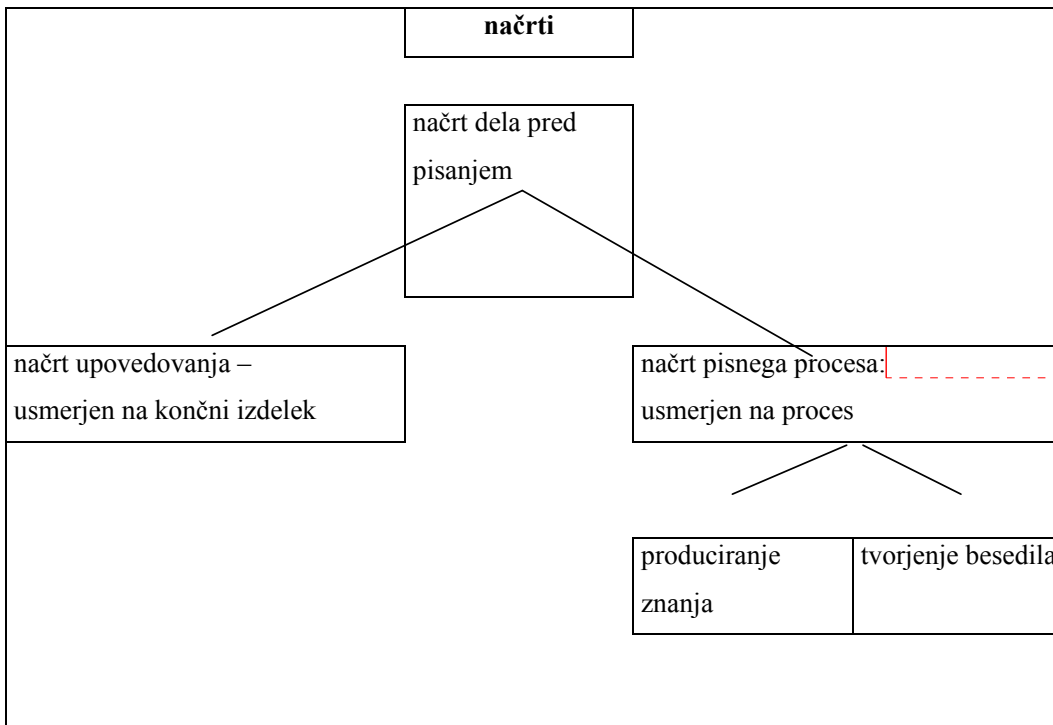 načrti
načrt dela pred
pisanjem
načrt upovedovanja –
usmerjen na končni izdelek
načrt pisnega procesa:
usmerjen na proces
produciranje
znanja
tvorjenje besedila